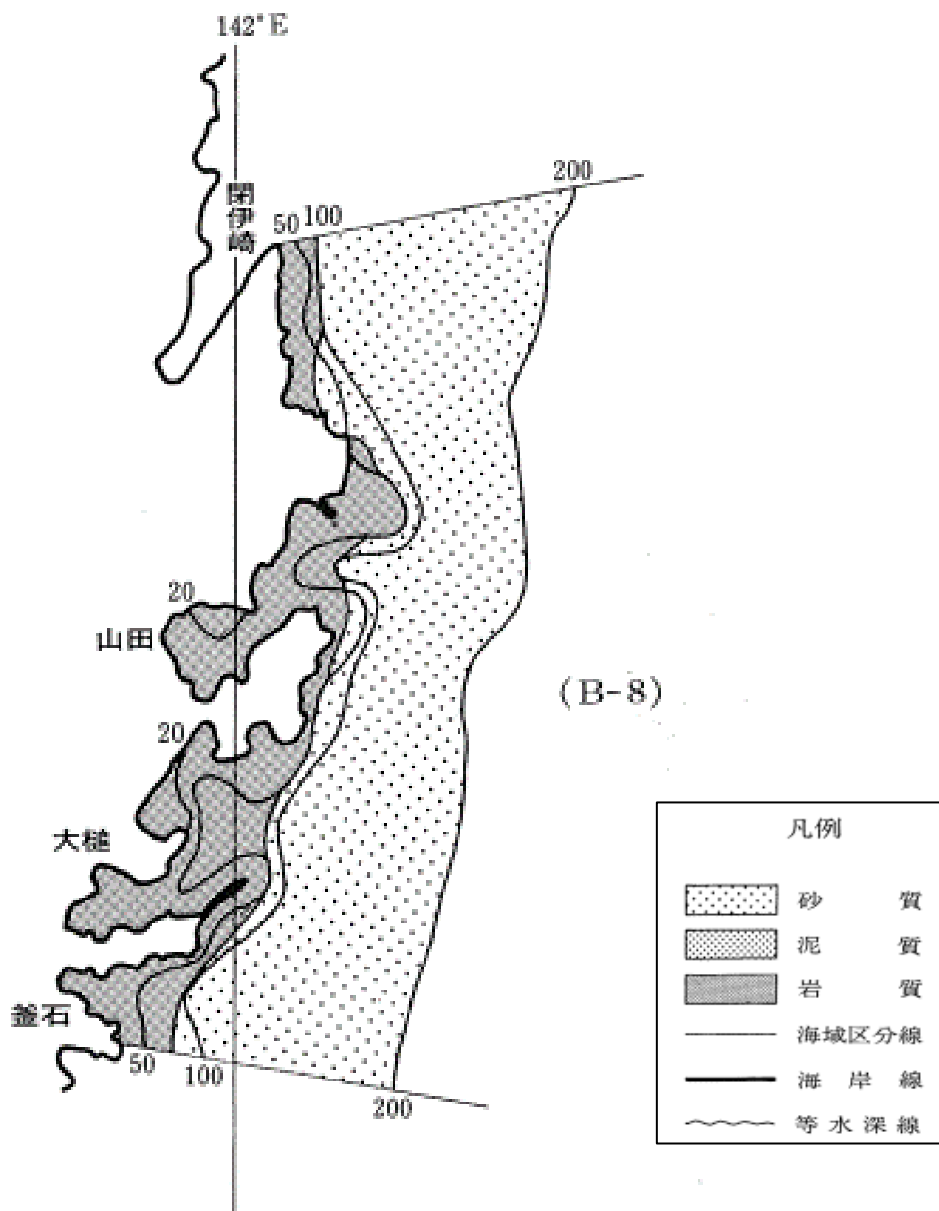 142°E
200
閉伊崎
50 100
20
山田
(B-8)
20
大槌
釜石
50
100
200
凡例
砂 質
泥 質
岩 質
海域区分線
海 岸 線
等 水 深 線